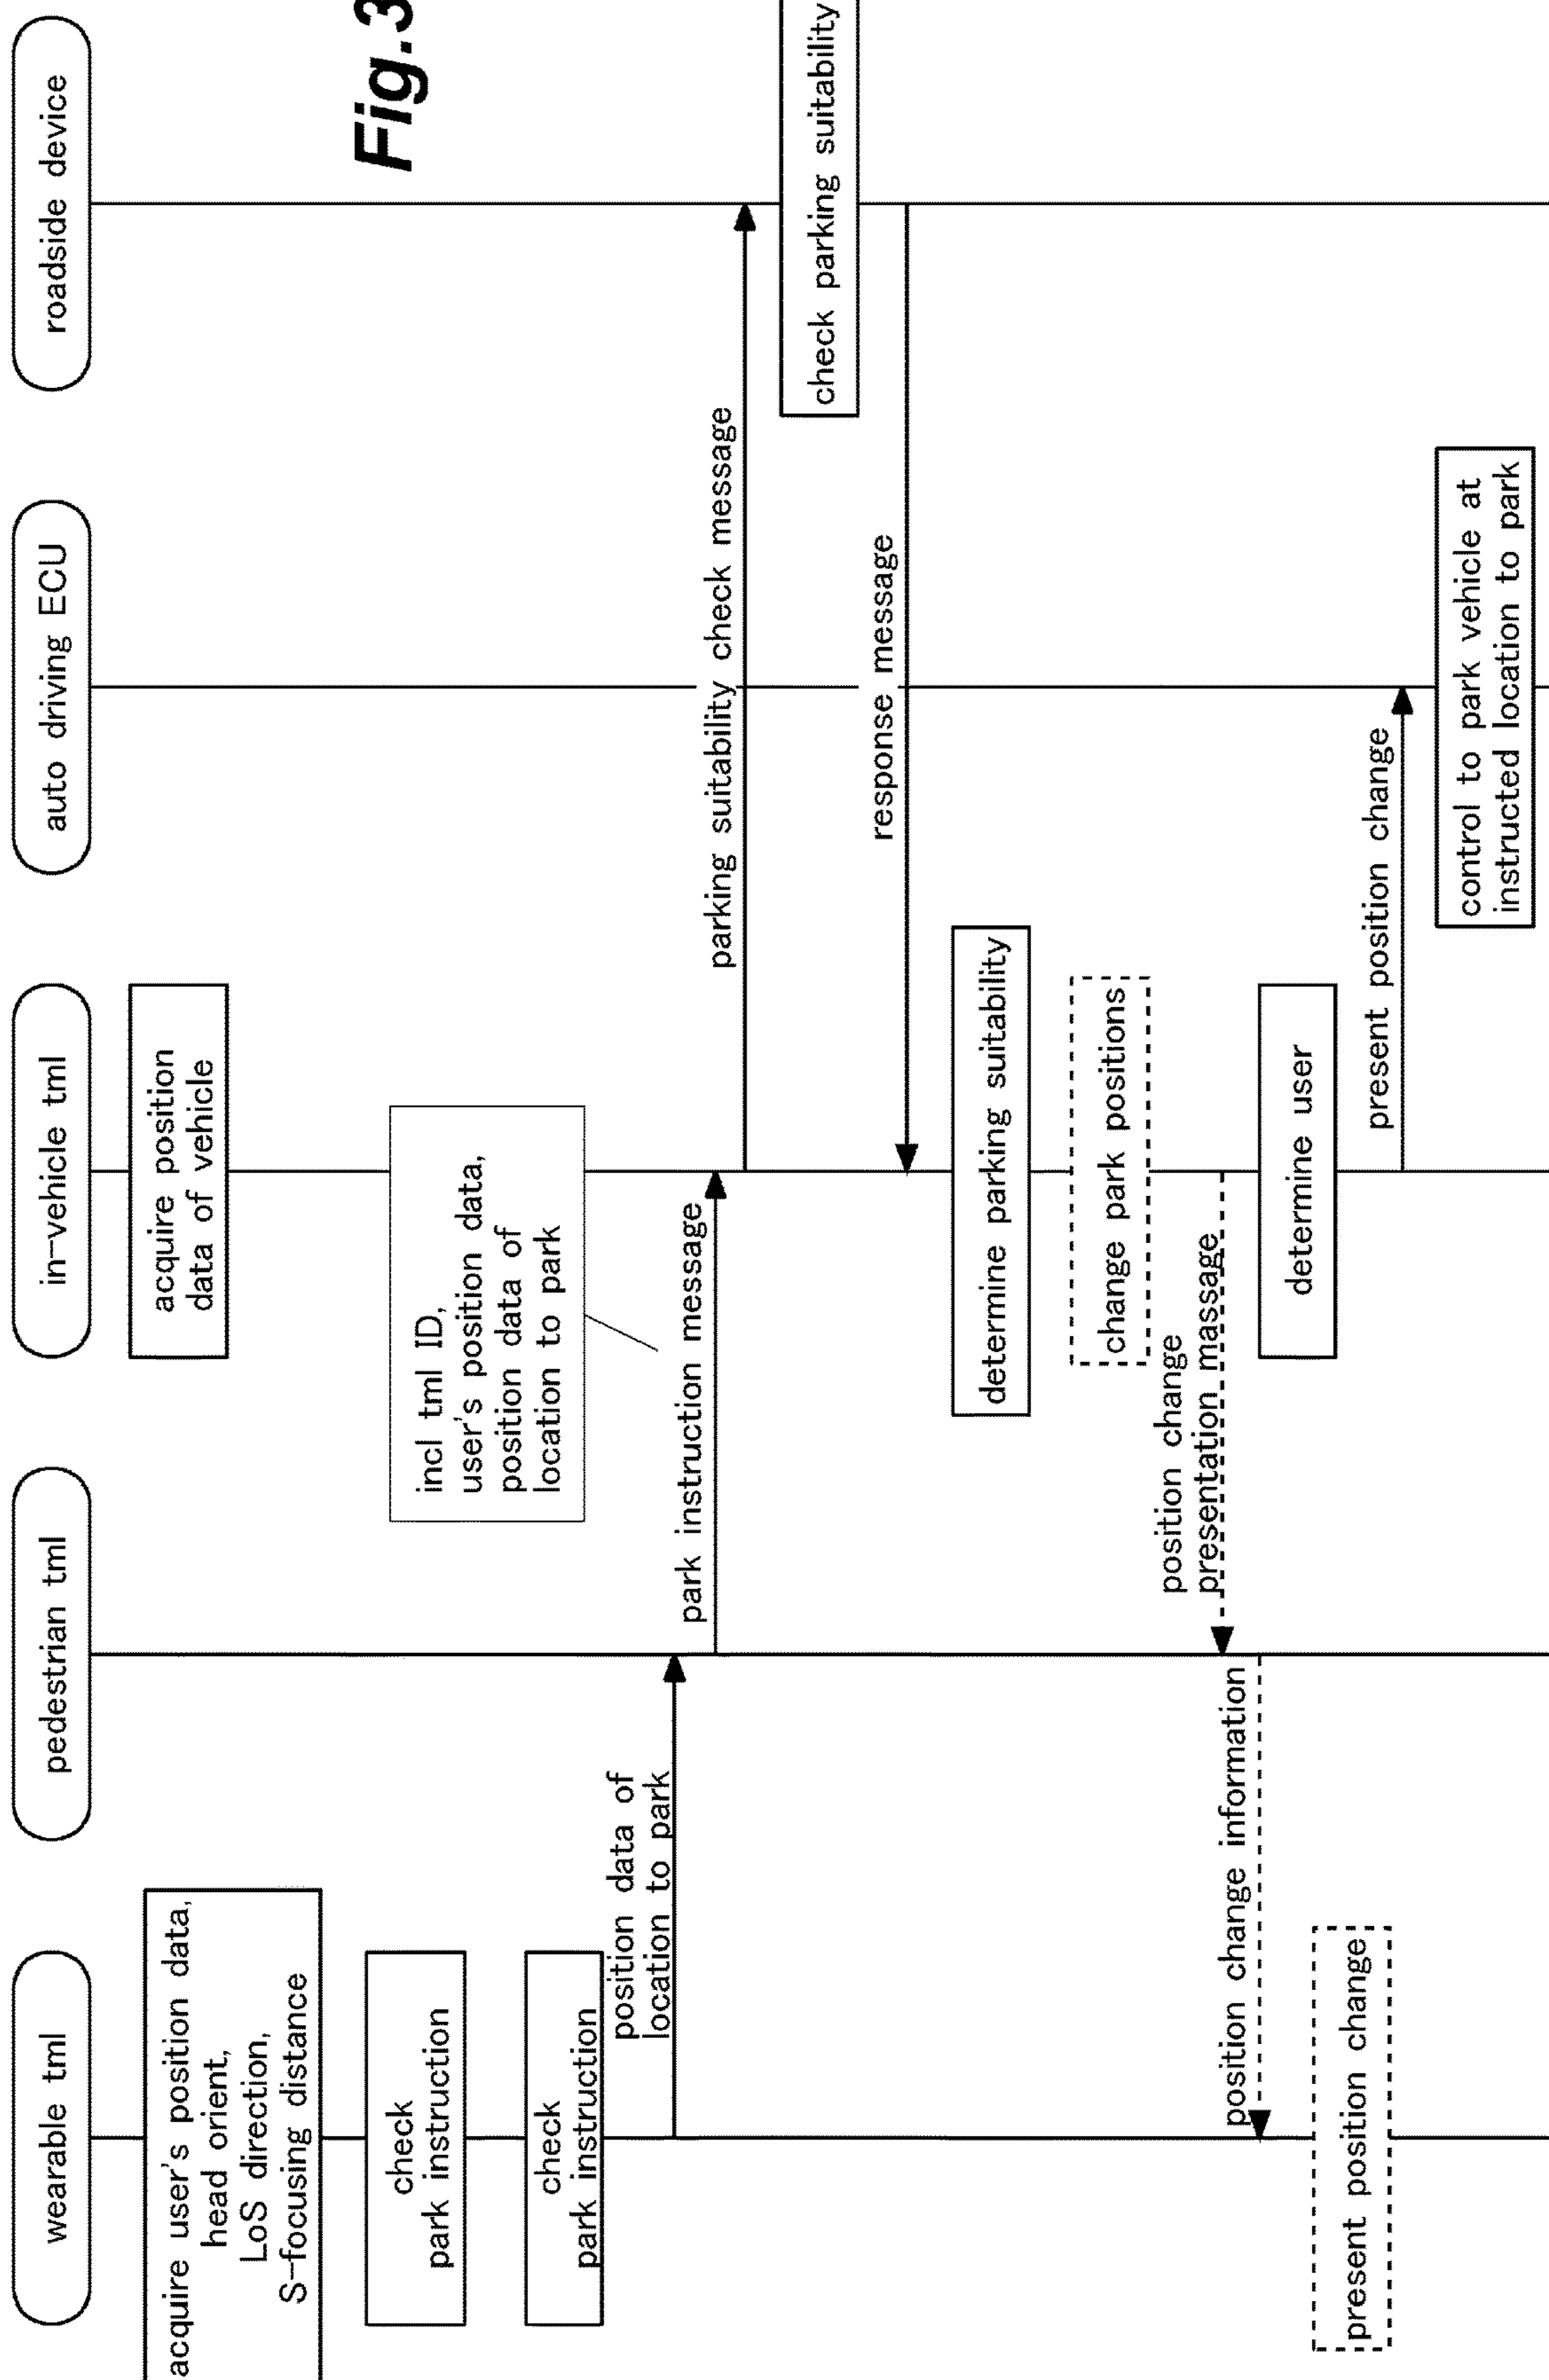 wearable tml
pedestrian tml
in-vehicle tml
auto driving ECU
roadside device
acquire user's position data,
head orient,
LoS direction,
S-focusing distance
acquire position
data of vehicle
check
park instruction
incl tml ID,
user's position data,
position data of
location to park
Fig.3
check
park instruction
position data of
location to park
park instruction message
parking suitability check message
check parking suitability
response message
determine parking suitability
change park positions
position change
presentation massage
position change information
determine user
present position change
present position change
control to park vehicle at
instructed location to park